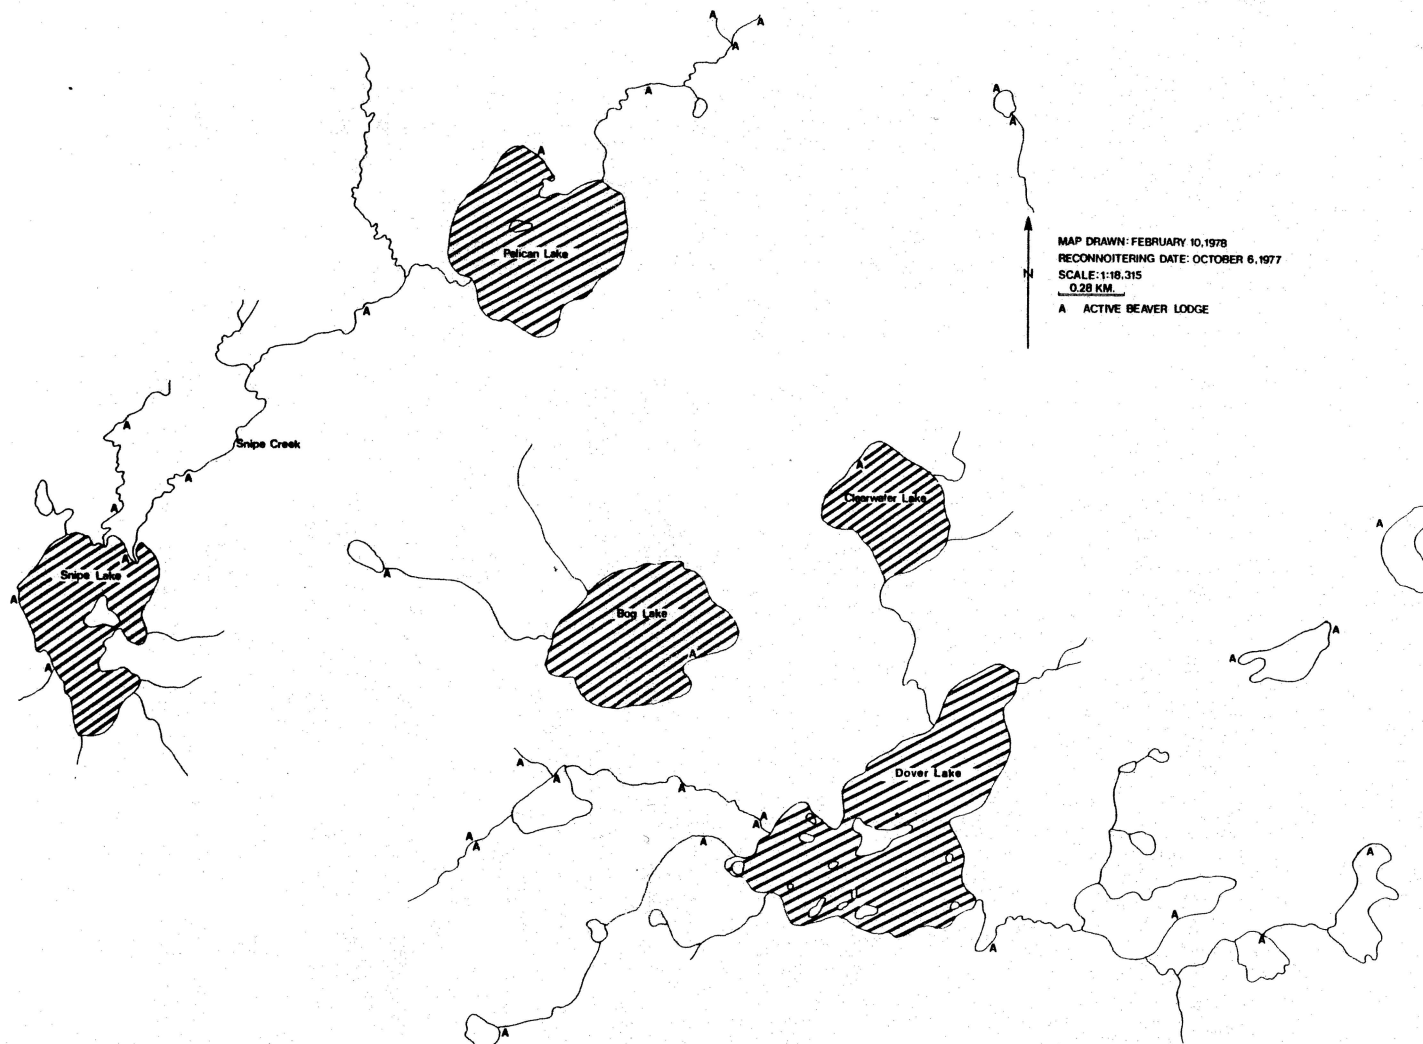 A
A
A
A
A
A
A
Pelican Lake
N
MAP DRAWN: FEBRUARY 10, 1978
RECONNOITERING DATE: OCTOBER 6, 1977
SCALE: 1:18,315
0.28 KM.
A ACTIVE BEAVER LODGE
A
A
Snipe Creek
A
A
Clearwater Lake
A
A
A
A
Snipe Lake
A
A
Bog Lake
A
A
A
A
A
A
Dover Lake
A
A
A
A
A
A
A
A
A
A
A
A
A